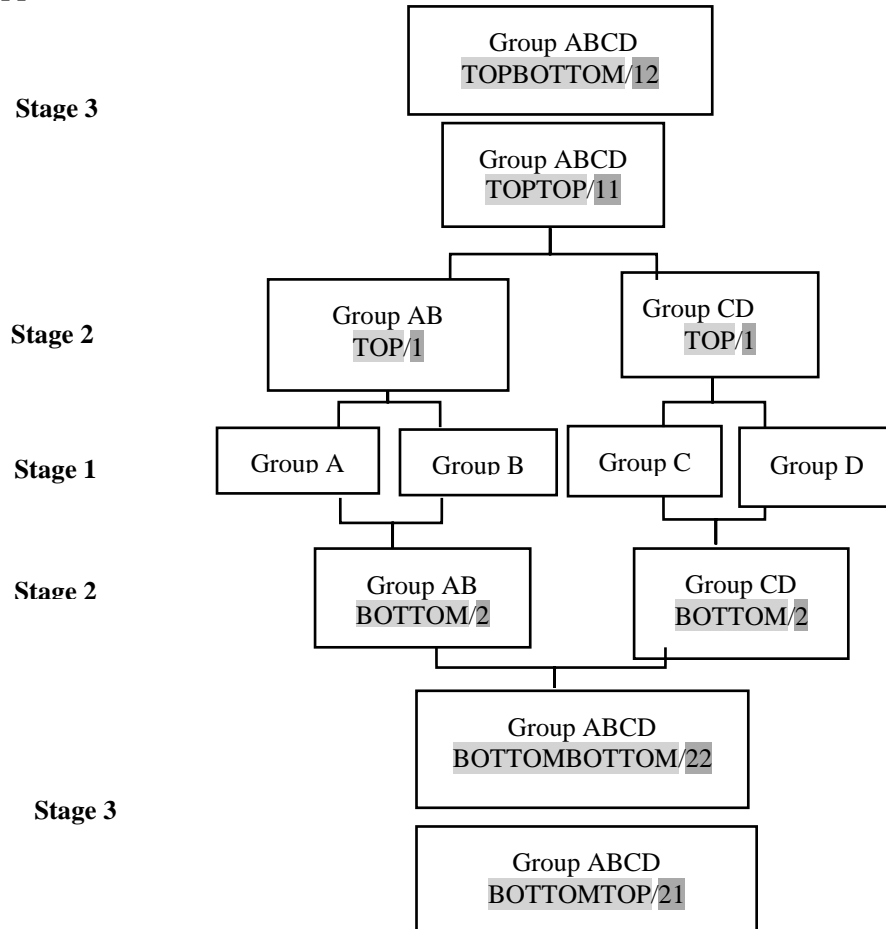 Group ABCD
TOPBOTTOM/12
Stage 3
Group ABCD
TOPTOP/11
Group AB
TOP/1
Group CD
TOP/1
Stage 2
Group A
Group B
Group C
Group D
Stage 1
Group AB
BOTTOM/2
Group CD
BOTTOM/2
Stage 2
Group ABCD
BOTTOMBOTTOM/22
Stage 3
Group ABCD
BOTTOMTOP/21